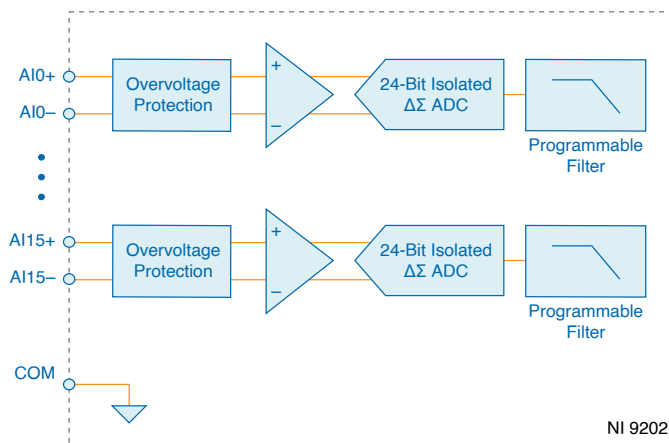 AI0+
AI0–
Overvoltage
Protection
+
–
24-Bit Isolated
ΔΣ ADC
Programmable
Filter
AI15+
AI15–
Overvoltage
Protection
+
–
24-Bit Isolated
ΔΣ ADC
Programmable
Filter
COM
NI 9202